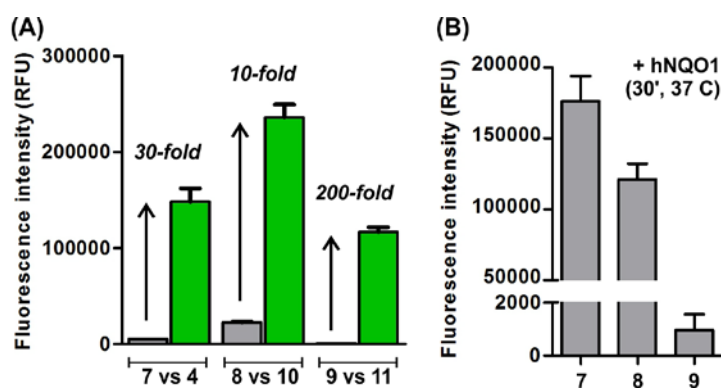 (A)
Fluorescence intensity (RFU)
300000
200000
100000
0
30-fold
10-fold
200-fold
7 vs 4
8 vs 10
9 vs 11
(B)
Fluorescence intensity (RFU)
200000
150000
100000
50000
2000
0
+ hNQO1
(30', 37 C)
7
8
9